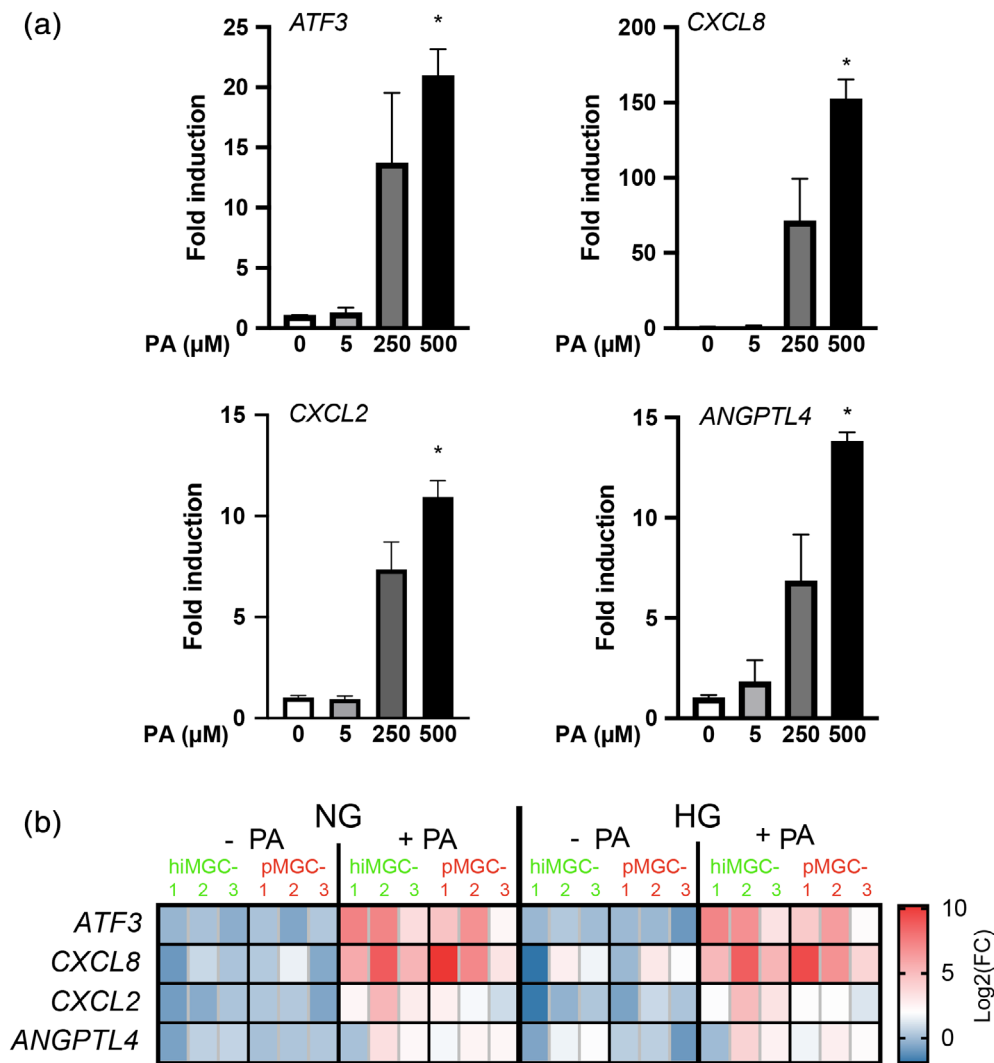 (a)
ATF3
*
25
20
15
10
5
0
Fold induction
PA (µM) 0 5 250 500
CXCL8
*
200
150
100
50
0
Fold induction
PA (µM) 0 5 250 500
CXCL2
*
15
10
5
0
Fold induction
PA (µM) 0 5 250 500
ANGPTL4
*
15
10
5
0
Fold induction
PA (µM) 0 5 250 500
(b)
NG HG
- PA + PA - PA + PA
hiMGC- pMGC- hiMGC- pMGC- hiMGC- pMGC- hiMGC- pMGC-
1 2 3 1 2 3 1 2 3 1 2 3 1 2 3 1 2 3 1 2 3 1 2 3
ATF3
CXCL8
CXCL2
ANGPTL4
10
5
0
Log2(FC)